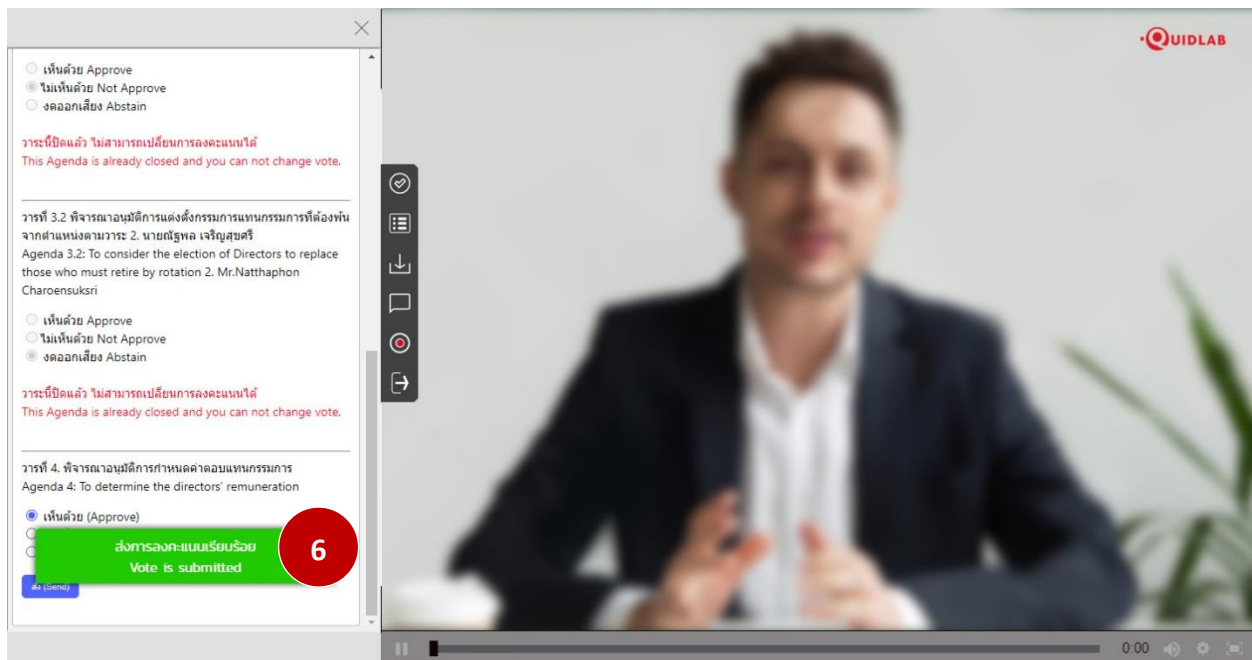 QUIDLAB
เห็นด้วย Approve
ไม่เห็นด้วย Not Approve
งดออกเสียง Abstain
วาระนี้ปิดแล้ว ไม่สามารถเปลี่ยนการลงคะแนนได้
This Agenda is already closed and you can not change vote.
วารที่ 3.2 พิจารณาอนุมัติการแต่งตั้งกรรมการแทนกรรมการที่ต้องพ้น
จากตำแหน่งตามวาระ 2. นายณัฐพล เจริญสุขศรี
Agenda 3.2: To consider the election of Directors to replace
those who must retire by rotation 2. Mr.Natthaphon
Charoensuksri
เห็นด้วย Approve
ไม่เห็นด้วย Not Approve
งดออกเสียง Abstain
วาระนี้ปิดแล้ว ไม่สามารถเปลี่ยนการลงคะแนนได้
This Agenda is already closed and you can not change vote.
วารที่ 4. พิจารณาอนุมัติการกำหนดค่าตอบแทนกรรมการ
Agenda 4: To determine the directors' remuneration
เห็นด้วย (Approve)
ส่งการลงคะแนนเรียบร้อย
Vote is submitted
6
ส่ง (Send)
0:00